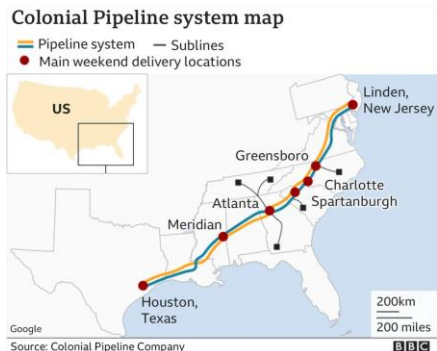 Colonial Pipeline system map
Pipeline system — Sublines
Main weekend delivery locations
US
Linden,
New Jersey
Greensboro
Charlotte
Spartanburgh
Atlanta
Meridian
Houston,
Texas
200km
200 miles
Google
Source: Colonial Pipeline Company
BBC